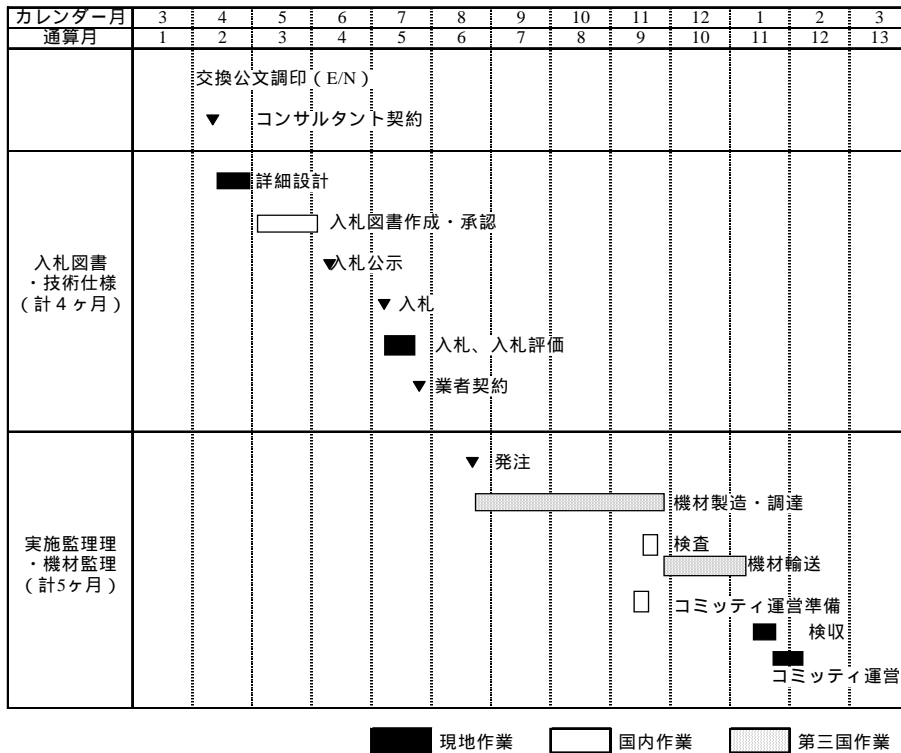 カレンダー月 3 4 5 6 7 8 9 10 11 12 1 2 3
通算月 1 2 3 4 5 6 7 8 9 10 11 12 13
交換公文調印(E/N)
コンサルタント契約
詳細設計
入札図書作成・承認
入札公示
入札
入札、入札評価
業者契約
入札図書
・技術仕様
(計4ヶ月)
発注
機材製造・調達
検査
機材輸送
コミッティ運営準備
検収
コミッティ運営
実施監理理
・機材監理
(計5ヶ月)
現地作業 国内作業 第三国作業